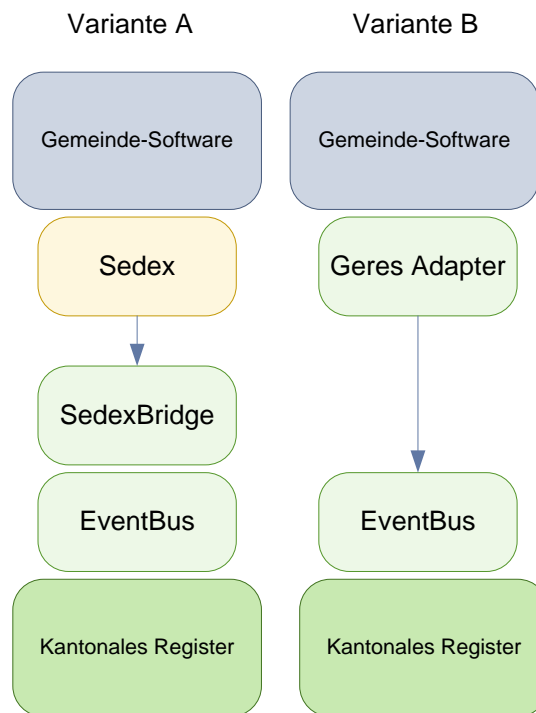 Variante A
Gemeinde-Software
Sedex
SedexBridge
EventBus
Kantonales Register
Variante B
Gemeinde-Software
Geres Adapter
EventBus
Kantonales Register